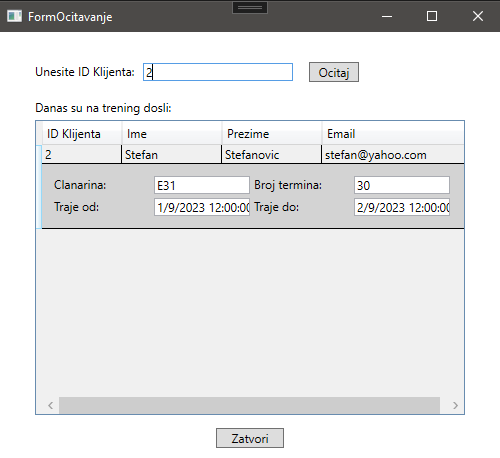 FormOcitavanje
Unesite ID Klijenta: 2 Ocitaj
Danas su na trening dosli:
ID Klijenta Ime Prezime Email
2 Stefan Stefanovic stefan@yahoo.com
Clanarina: E31 Broj termina: 30
Traje od: 1/9/2023 12:00:00 Traje do: 2/9/2023 12:00:00
Zatvori